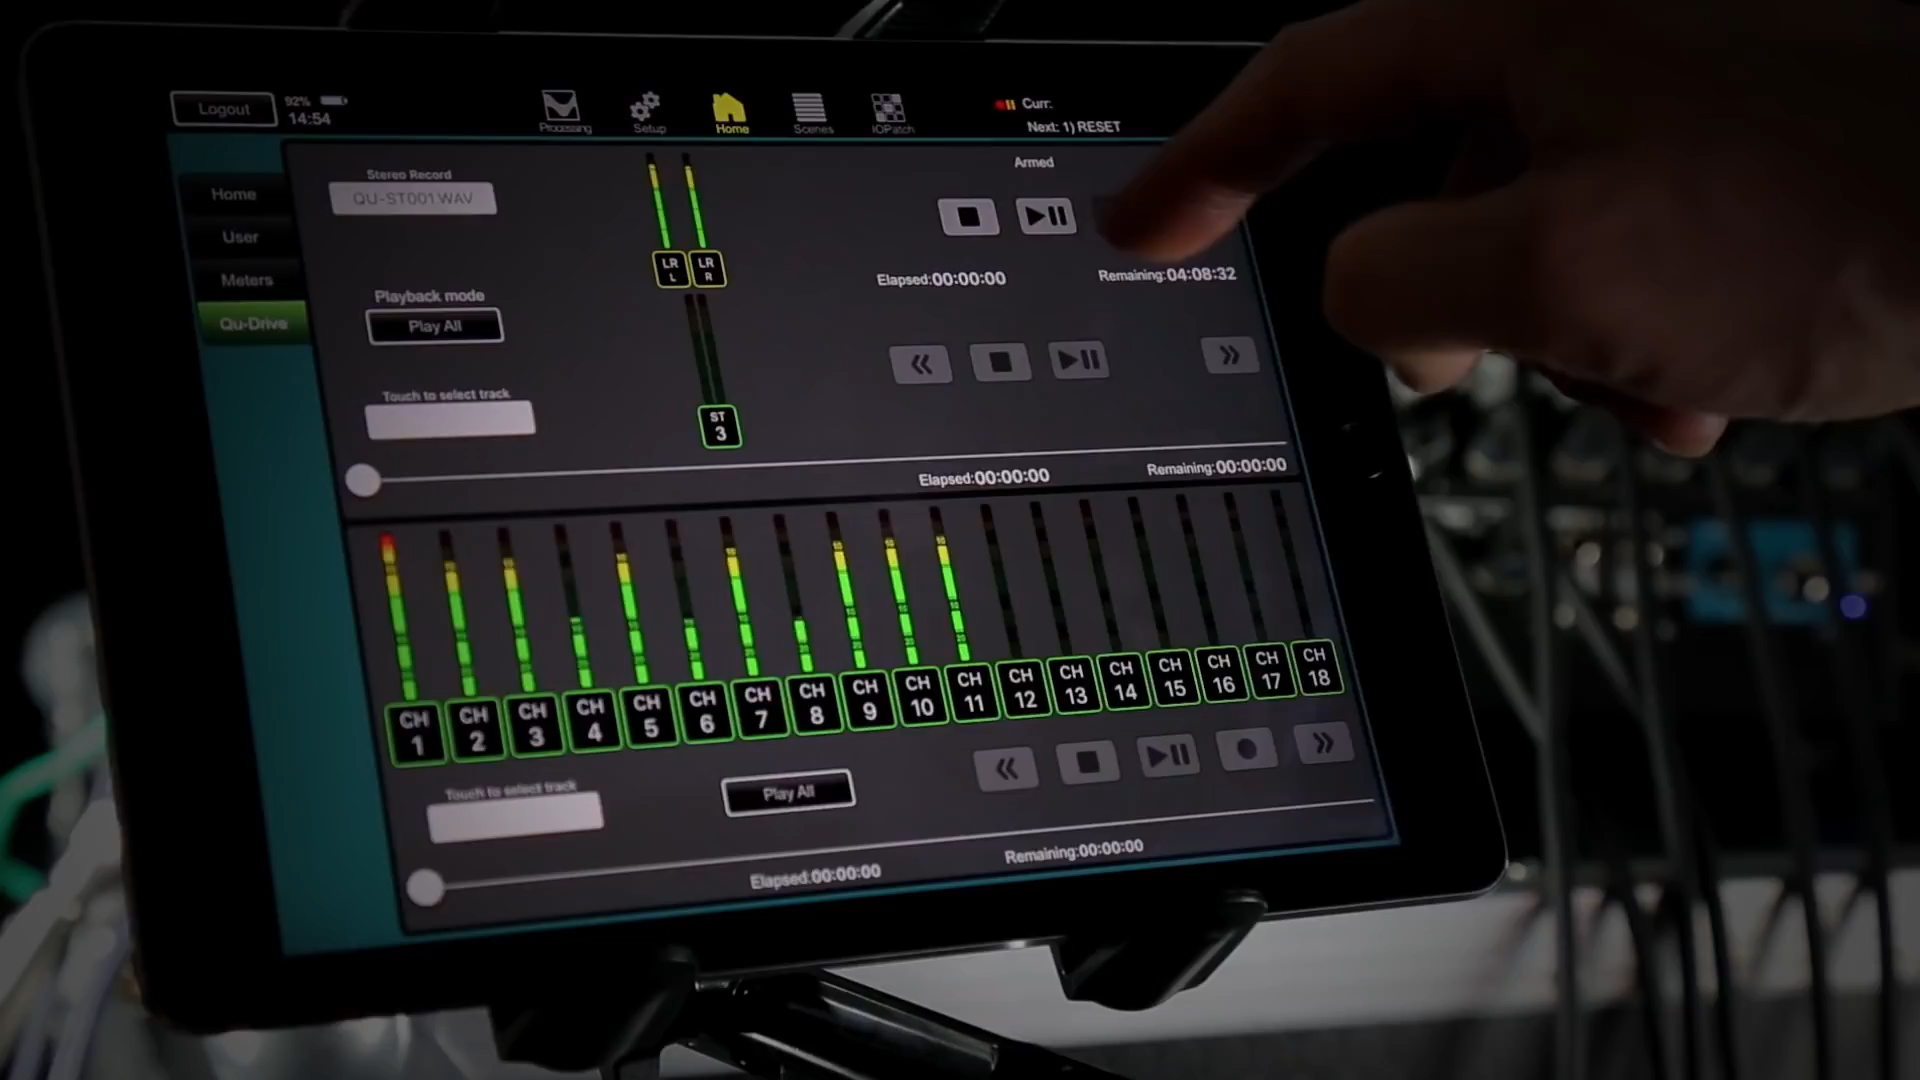 Logout
92%
14:54
Processing
Setup
Home
Scenes
IOPatch
Curr:
Next: 1) RESET
Home
User
Meters
Qu-Drive
Stereo Record
QU-ST001.WAV
LR
L
LR
R
Armed
Elapsed:00:00:00
Remaining:04:08:32
Playback mode
Play All
Touch to select track
ST
3
Elapsed:00:00:00
Remaining:00:00:00
CH
1
CH
2
CH
3
CH
4
CH
5
CH
6
CH
7
CH
8
CH
9
CH
10
CH
11
CH
12
CH
13
CH
14
CH
15
CH
16
CH
17
CH
18
Touch to select track
Play All
Elapsed:00:00:00
Remaining:00:00:00